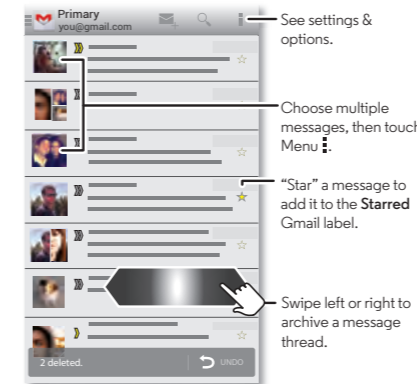 Primary
you@gmail.com
See settings &
options.
Choose multiple
messages, then touch
Menu
.
"Star" a message to
add it to the Starred
Gmail label.
Swipe left or right to
archive a message
thread.
2 deleted.
UNDO